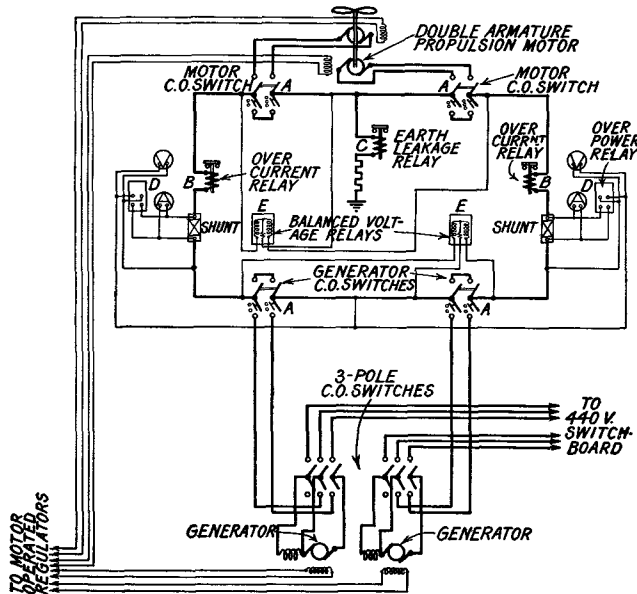 DOUBLE ARMATURE
PROPULSION MOTOR
MOTOR
C.O. SWITCH
A
A
MOTOR
C.O. SWITCH
C
EARTH
LEAKAGE
RELAY
OVER
CURRENT
RELAY
B
D
OVER
CURRENT
RELAY
B
OVER
POWER
RELAY
D
SHUNT
E
BALANCED VOLT-
AGE RELAYS
E
SHUNT
GENERATOR
C.O. SWITCHES
A
A
3-POLE
C.O. SWITCHES
TO
440 V.
SWITCH-
BOARD
GENERATOR
GENERATOR
TO MOTOR
OPERATED
REGULATORS